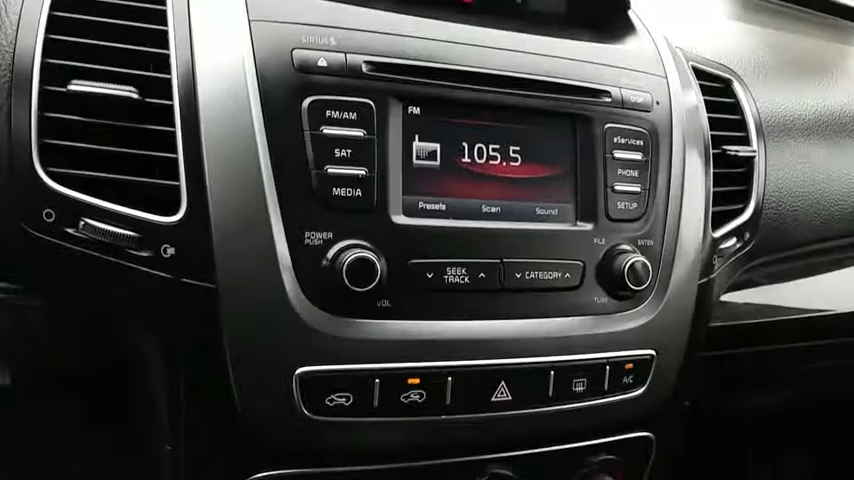 SIRIUS
DISP
FM/AM
SAT
MEDIA
FM
105.5
Presets Scan Sound
eServices
PHONE
SETUP
POWER
PUSH
VOL
SEEK
TRACK
CATEGORY
FILE
ENTER
TUNE
A/C